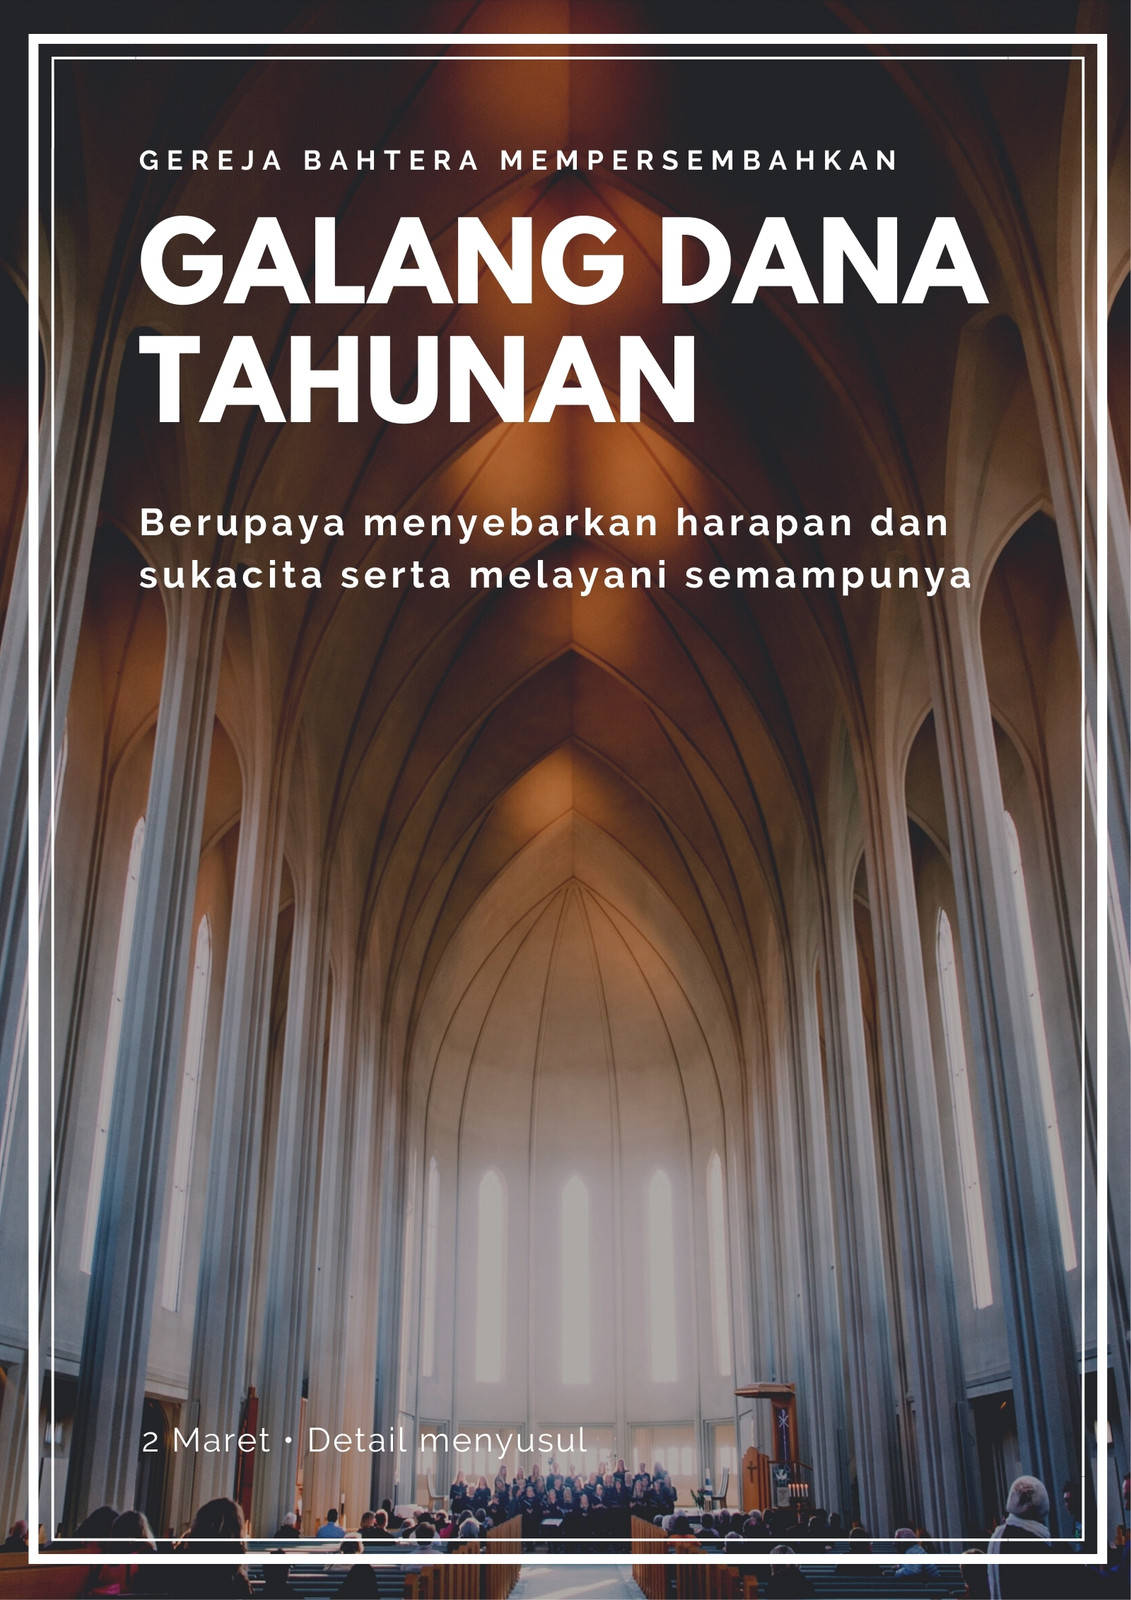 GEREJA BAHTERA MEMPERSEMBAHKAN
GALANG DANA
TAHUNAN
Berupaya menyebarkan harapan dan
sukacita serta melayani semampunya
2 Maret • Detail menyusul